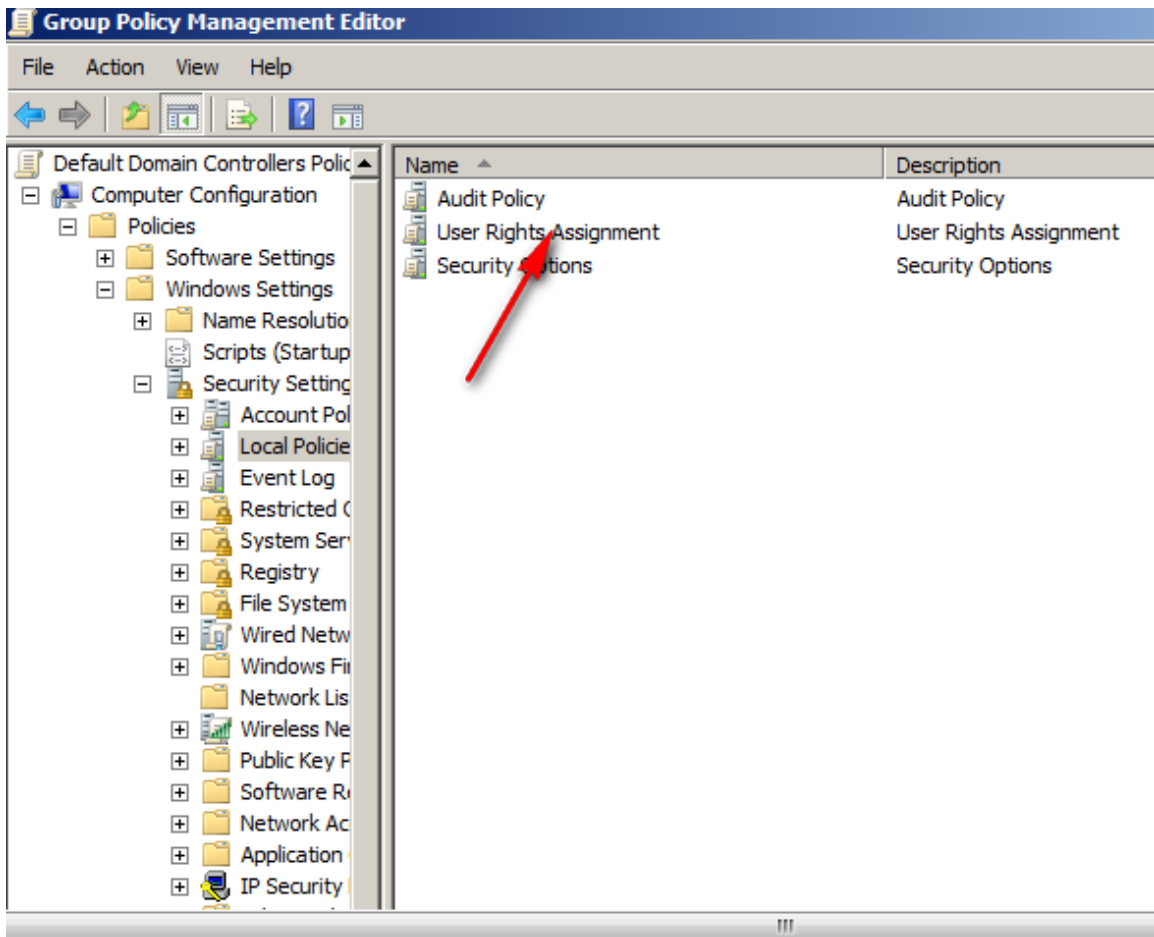 Group Policy Management Editor
File Action View Help
Default Domain Controllers Polic
Computer Configuration
Policies
Software Settings
Windows Settings
Name Resolutio
Scripts (Startup
Security Setting
Account Pol
Local Policie
Event Log
Restricted
System Ser
Registry
File System
Wired Netw
Windows Fi
Network Lis
Wireless Ne
Public Key P
Software R
Network Ac
Application
IP Security
Name Description
Audit Policy Audit Policy
User Rights Assignment User Rights Assignment
Security Options Security Options